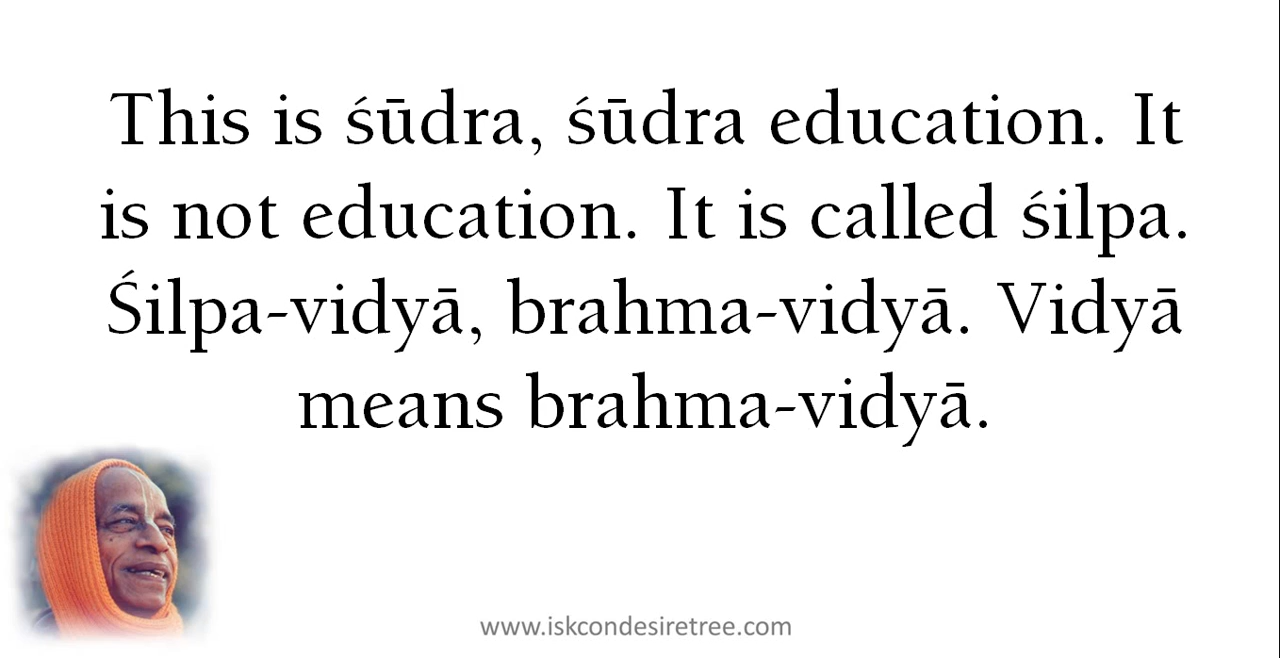 This is śūdra, śūdra education. It
is not education. It is called śilpa.
Śilpa-vidyā, brahma-vidyā. Vidyā
means brahma-vidyā.
www.iskcondesiretree.com